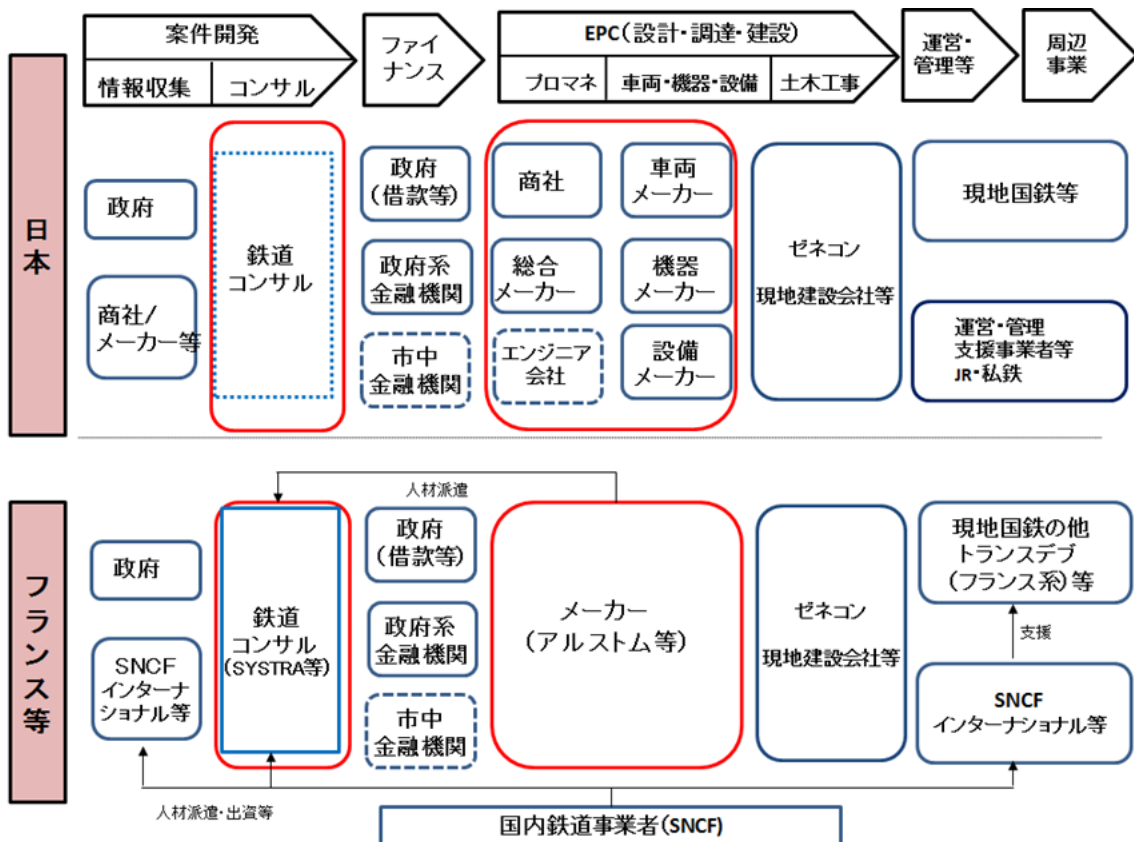 案件開発
情報収集
コンサル
ファイ
ナンス
EPC(設計・調達・建設)
プロマネ
車両・機器・設備
土木工事
運営・
管理等
周辺
事業
日本
政府
商社/
メーカー等
鉄道
コンサル
政府
(借款等)
政府系
金融機関
市中
金融機関
商社
総合
メーカー
エンジニア
会社
車両
メーカー
機器
メーカー
設備
メーカー
ゼネコン
現地建設会社等
現地国鉄等
運営・管理
支援事業者等
JR・私鉄
フランス等
人材派遣
政府
SNCF
インターナ
ショナル等
鉄道
コンサル
(SYSTRA等)
政府
(借款等)
政府系
金融機関
市中
金融機関
メーカー
(アルストム等)
ゼネコン
現地建設会社等
現地国鉄の他
トランスデブ
(フランス系)等
支援
SNCF
インターナショナル等
人材派遣・出資等
国内鉄道事業者(SNCF)